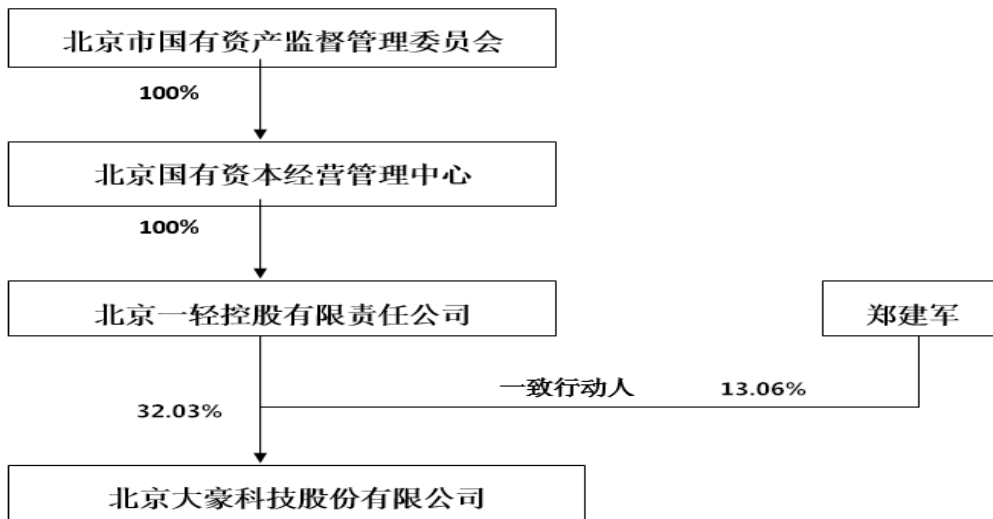 北京市国有资产监督管理委员会
100%
北京国有资本经营管理中心
100%
北京一轻控股有限责任公司
郑建军
一致行动人 13.06%
32.03%
北京大豪科技股份有限公司